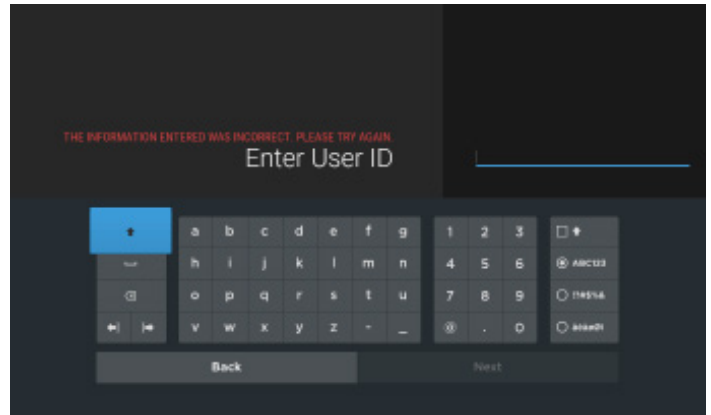 THE INFORMATION ENTERED WAS INCORRECT. PLEASE TRY AGAIN.
Enter User ID
a b c d e f g 1 2 3
h i j k l m n 4 5 6 ABC123
o p q r s t u 7 8 9 !?#$%&
v w x y z - _ @ . 0
Back Next